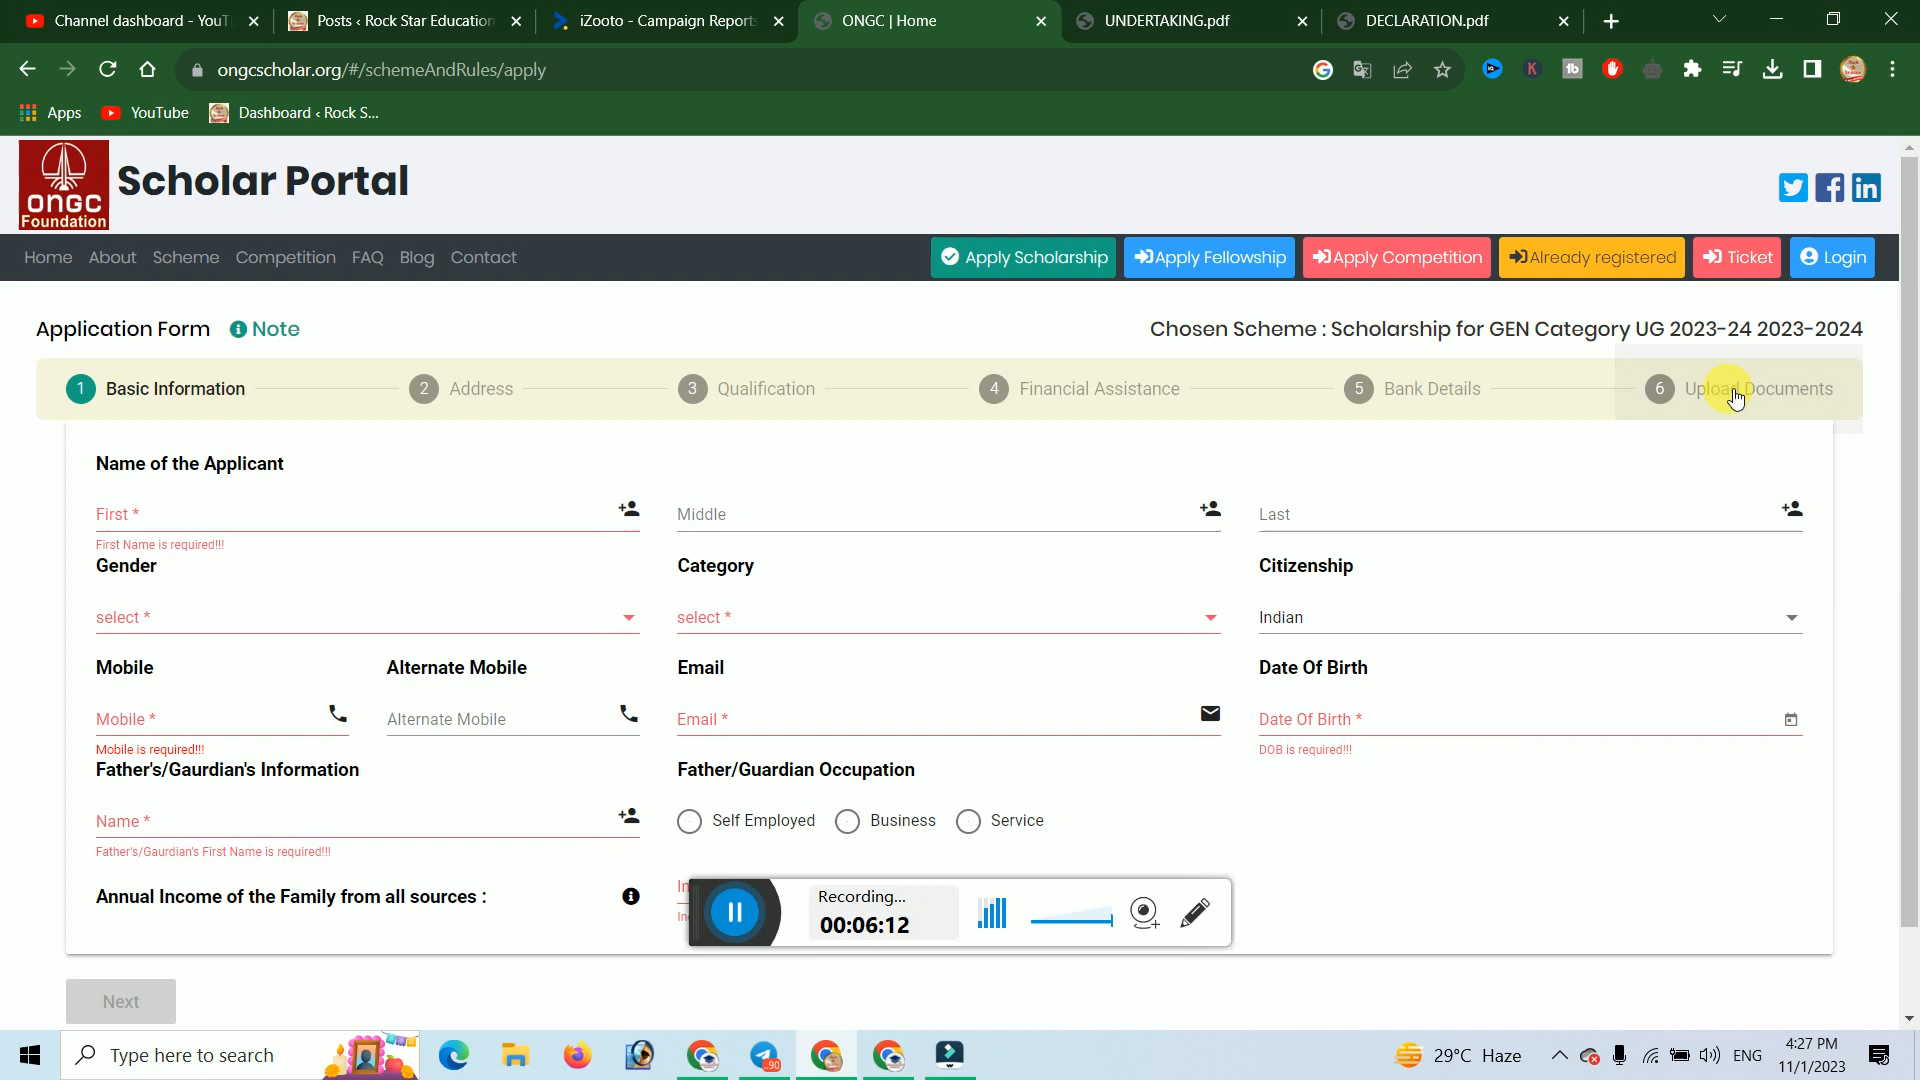 Channel dashboard - YouT
Posts ‹ Rock Star Education
iZooto - Campaign Reports
ONGC | Home
UNDERTAKING.pdf
DECLARATION.pdf
ongcscholar.org/#/schemeAndRules/apply
Apps
YouTube
Dashboard ‹ Rock S...
ONGC
Foundation
Scholar Portal
Home About Scheme Competition FAQ Blog Contact
Apply Scholarship
Apply Fellowship
Apply Competition
Already registered
Ticket
Login
Application Form
Note
Chosen Scheme : Scholarship for GEN Category UG 2023-24 2023-2024
1 Basic Information
2 Address
3 Qualification
4 Financial Assistance
5 Bank Details
6 Upload Documents
Name of the Applicant
First *
Middle
Last
First Name is required!!!
Gender
Category
Citizenship
select *
select *
Indian
Mobile
Alternate Mobile
Email
Date Of Birth
Mobile *
Alternate Mobile
Email *
Date Of Birth *
Mobile is required!!!
DOB is required!!!
Father's/Gaurdian's Information
Father/Guardian Occupation
Name *
Self Employed
Business
Service
Father's/Gaurdian's First Name is required!!!
Annual Income of the Family from all sources :
Recording...
00:06:12
Next
Type here to search
90
29°C Haze
ENG
4:27 PM
11/1/2023